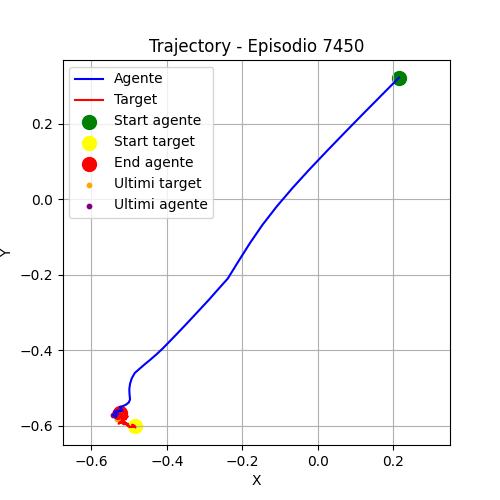 Trajectory - Episodio 7450
Agente
Target
Start agente
Start target
End agente
Ultimi target
Ultimi agente
Y
0.2
0.0
−0.2
−0.4
−0.6
−0.6
−0.4
−0.2
0.0
0.2
X